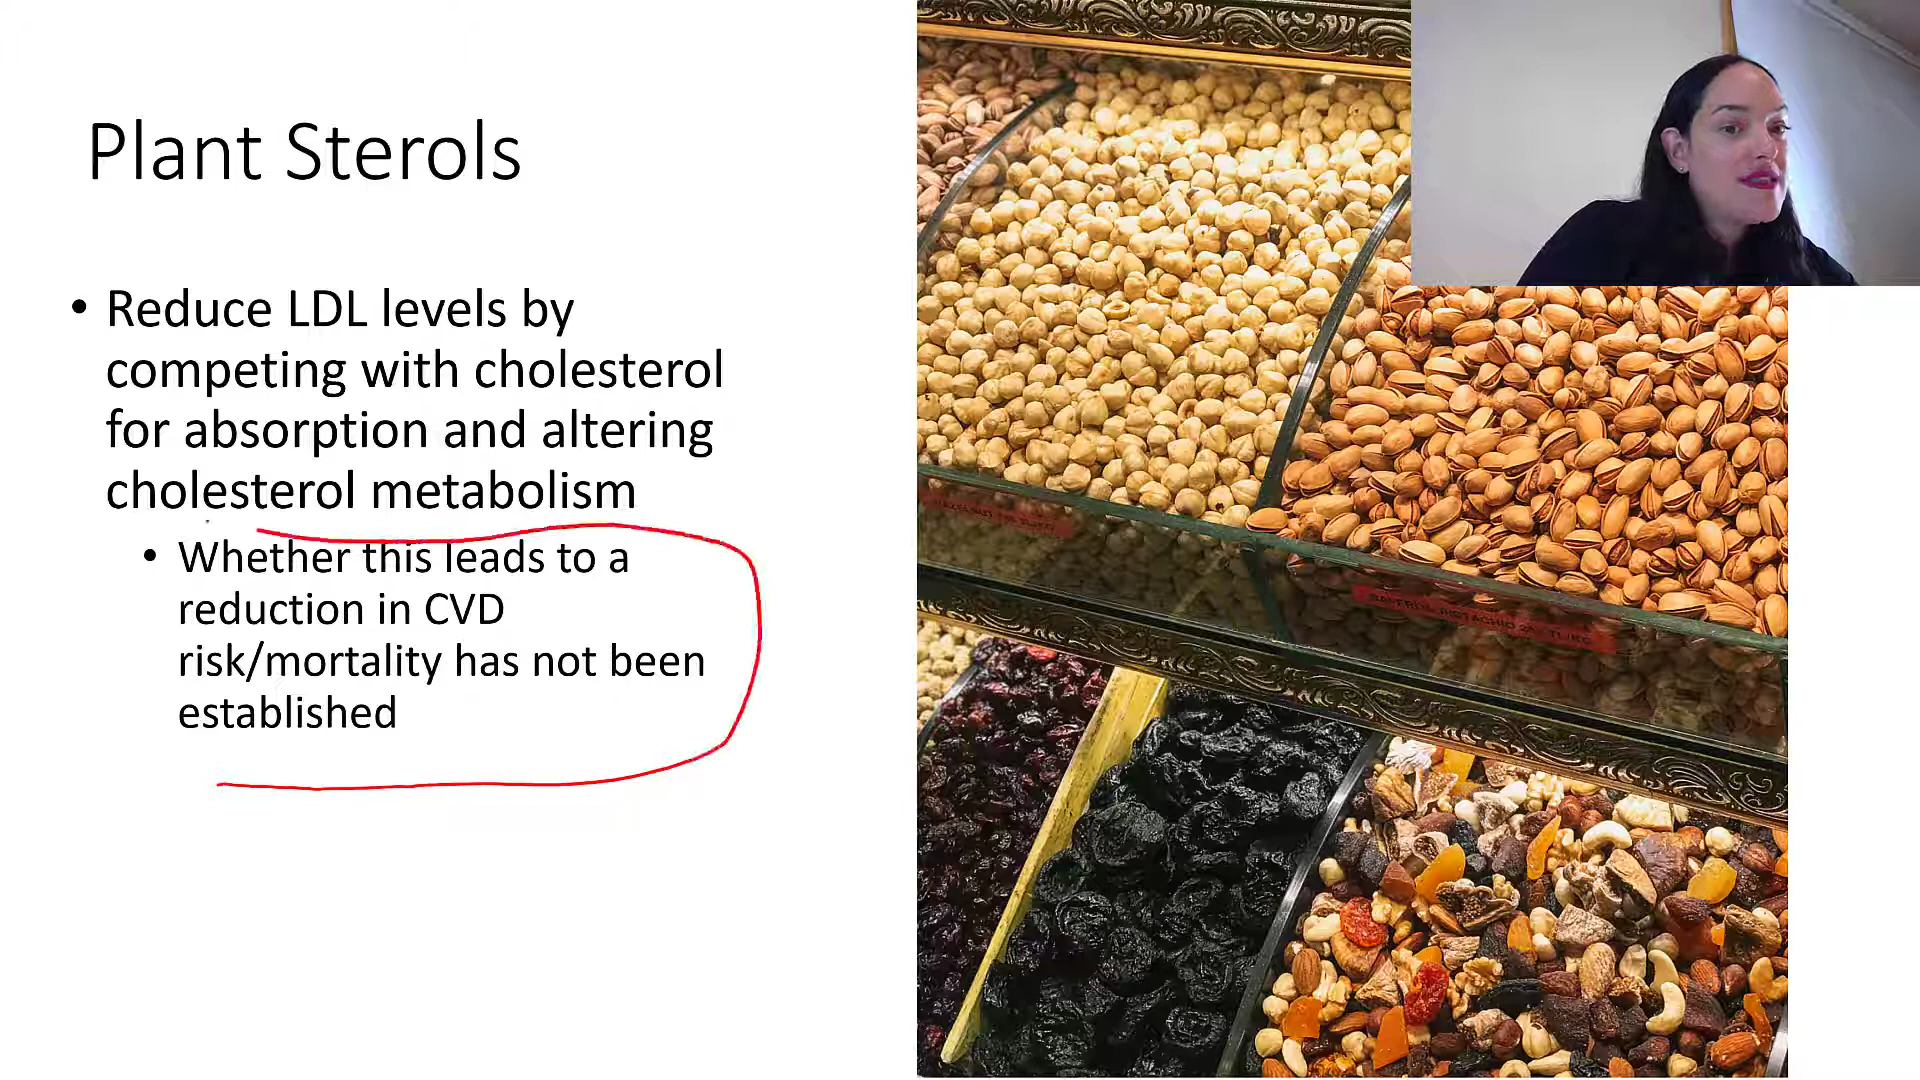 Plant Sterols
• Reduce LDL levels by
competing with cholesterol
for absorption and altering
cholesterol metabolism
• Whether this leads to a
reduction in CVD
risk/mortality has not been
established